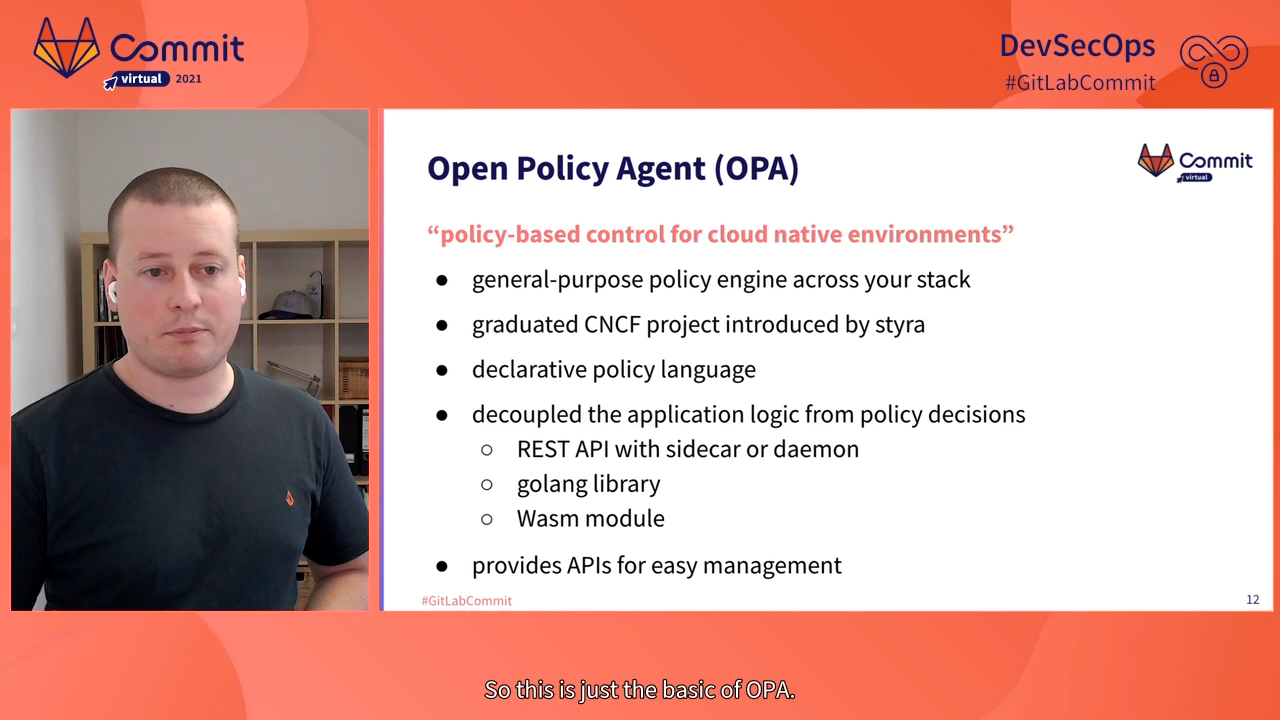 Commit
virtual 2021
DevSecOps
#GitLabCommit
Open Policy Agent (OPA)
Commit
virtual
“policy-based control for cloud native environments”
● general-purpose policy engine across your stack
● graduated CNCF project introduced by styra
● declarative policy language
● decoupled the application logic from policy decisions
○ REST API with sidecar or daemon
○ golang library
○ Wasm module
● provides APIs for easy management
#GitLabCommit
12
So this is just the basic of OPA.